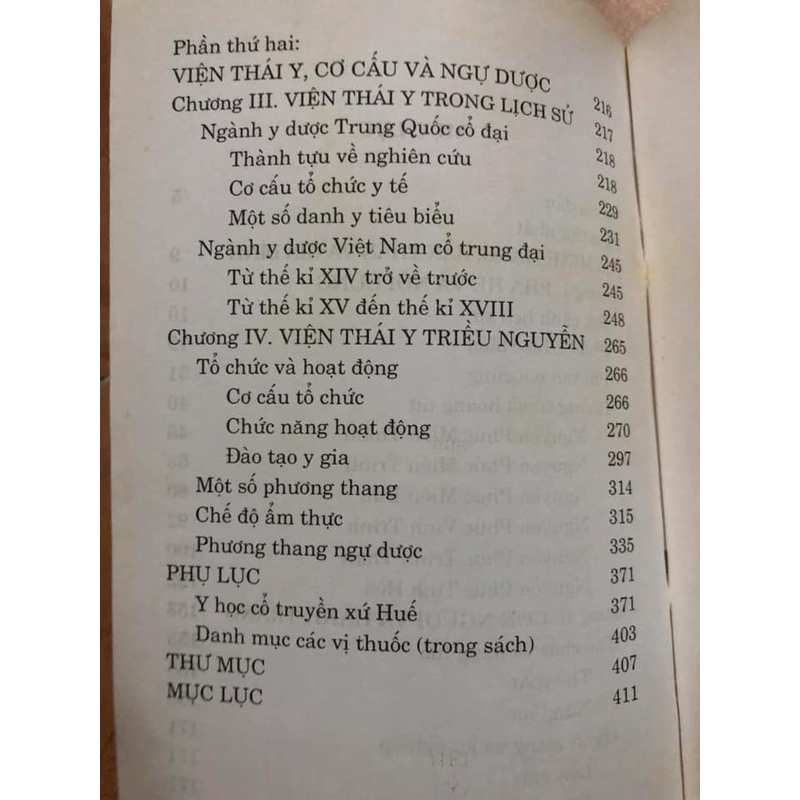 Phần thứ hai:
VIỆN THÁI Y, CƠ CẤU VÀ NGỰ DƯỢC
Chương III. VIỆN THÁI Y TRONG LỊCH SỬ 216
Ngành y dược Trung Quốc cổ đại 217
Thành tựu về nghiên cứu 218
Cơ cấu tổ chức y tế 218
Một số danh y tiêu biểu 229
Ngành y dược Việt Nam cổ trung đại 231
Từ thế kỉ XIV trở về trước 245
Từ thế kỉ XV đến thế kỉ XVIII 245
248
Chương IV. VIỆN THÁI Y TRIỀU NGUYỄN 265
Tổ chức và hoạt động 266
Cơ cấu tổ chức 266
Chức năng hoạt động 270
Đào tạo y gia 297
Một số phương thang 314
Chế độ ẩm thực 315
Phương thang ngự dược 335
PHỤ LỤC 371
Y học cổ truyền xứ Huế 371
Danh mục các vị thuốc (trong sách) 403
THƯ MỤC 407
MỤC LỤC 411